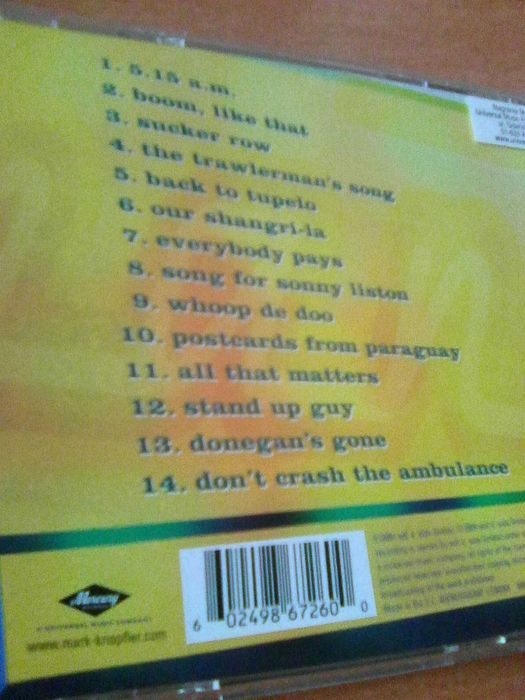 1. 5.15 a.m.
2. boom, like that
3. sucker row
4. the trawlerman's song
5. back to tupelo
6. our shangri-la
7. everybody pays
8. song for sonny liston
9. whoop de doo
10. postcards from paraguay
11. all that matters
12. stand up guy
13. donegan's gone
14. don't crash the ambulance
Mercury
A UNIVERSAL MUSIC COMPANY
www.mark-knopfler.com
6 02498 67260 0